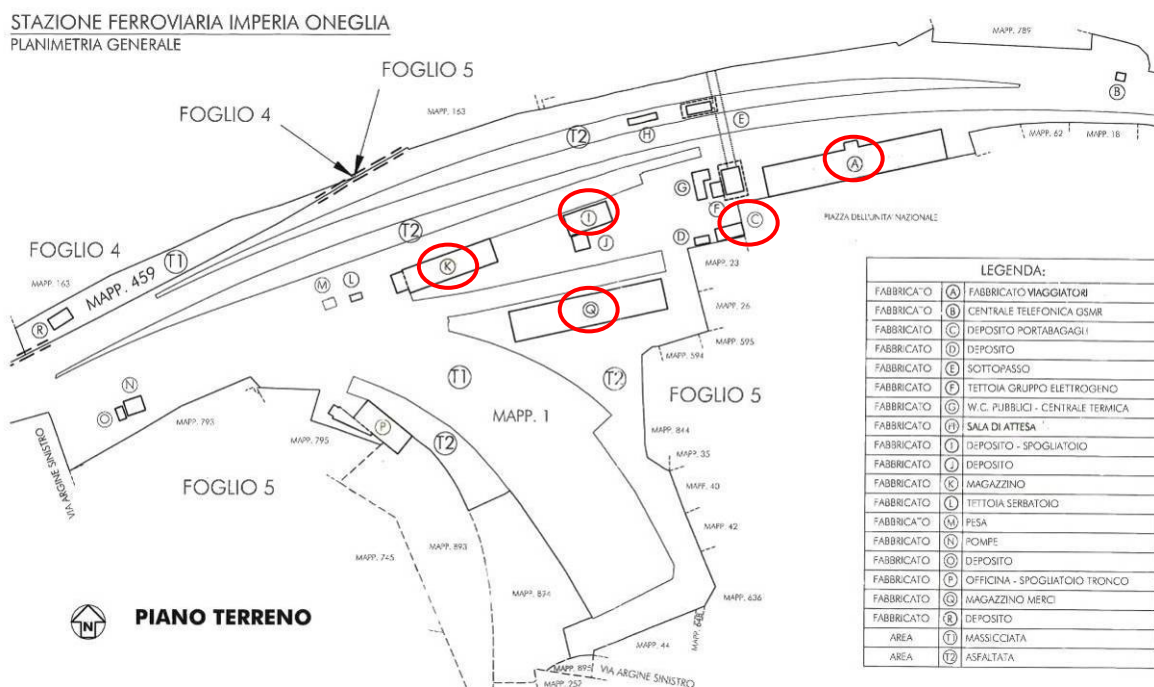 STAZIONE FERROVIARIA IMPERIA ONEGLIA
PLANIMETRIA GENERALE
FOGLIO 5
FOGLIO 4
MAPP. 163
MAPP. 789
B
E
H
T2
MAPP. 62
MAPP. 18
A
G
F
I
C
PIAZZA DELL'UNITA' NAZIONALE
T2
J
D
FOGLIO 4
T1
K
MAPP. 23
MAPP. 163
MAPP. 459
M
L
MAPP. 26
R
Q
MAPP. 595
MAPP. 594
T1
T2
N
FOGLIO 5
O
MAPP. 1
MAPP. 793
P
MAPP. 795
T2
MAPP. 844
VIA ARGINE SINISTRO
MAPP. 35
FOGLIO 5
MAPP. 40
MAPP. 42
MAPP. 745
MAPP. 893
MAPP. 874
MAPP. 636
N
PIANO TERRENO
MAPP. 44
MAPP. 895
VIA ARGINE SINISTRO
MAPP. 252
LEGENDA:
FABBRICATO A FABBRICATO VIAGGIATORI
FABBRICATO B CENTRALE TELEFONICA GSMR
FABBRICATO C DEPOSITO PORTABAGAGLI
FABBRICATO D DEPOSITO
FABBRICATO E SOTTOPASSO
FABBRICATO F TETTOIA GRUPPO ELETTROGENO
FABBRICATO G W.C. PUBBLICI - CENTRALE TERMICA
FABBRICATO H SALA DI ATTESA
FABBRICATO I DEPOSITO - SPOGLIATOIO
FABBRICATO J DEPOSITO
FABBRICATO K MAGAZZINO
FABBRICATO L TETTOIA SERBATOIO
FABBRICATO M PESA
FABBRICATO N POMPE
FABBRICATO O DEPOSITO
FABBRICATO P OFFICINA - SPOGLIATOIO TRONCO
FABBRICATO Q MAGAZZINO MERCI
FABBRICATO R DEPOSITO
AREA T1 MASSICCIATA
AREA T2 ASFALTATA